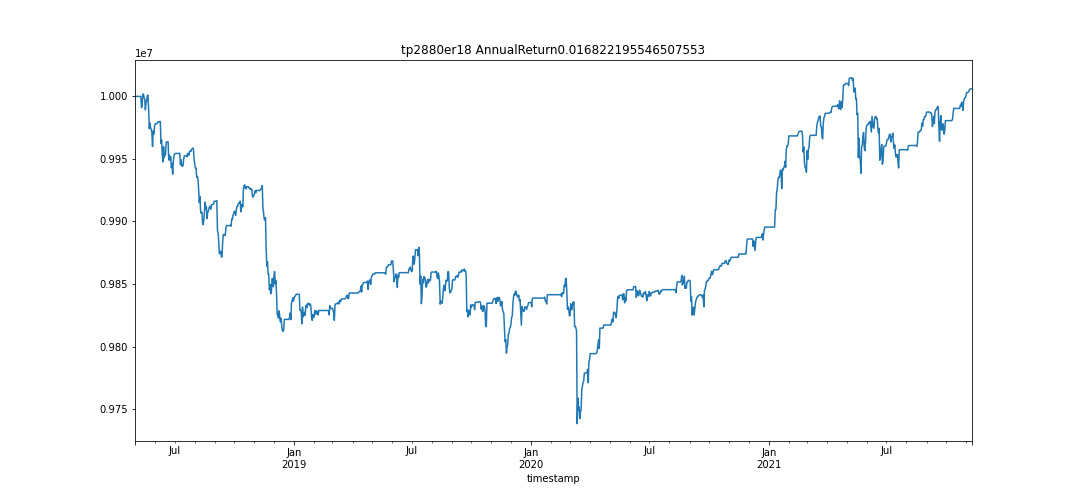 tp2880er18 AnnualReturn0.016822195546507553
1e7
1.000
0.995
0.990
0.985
0.980
0.975
Jul Jan Jul Jan Jul Jan Jul
2019 2020 2021
timestamp